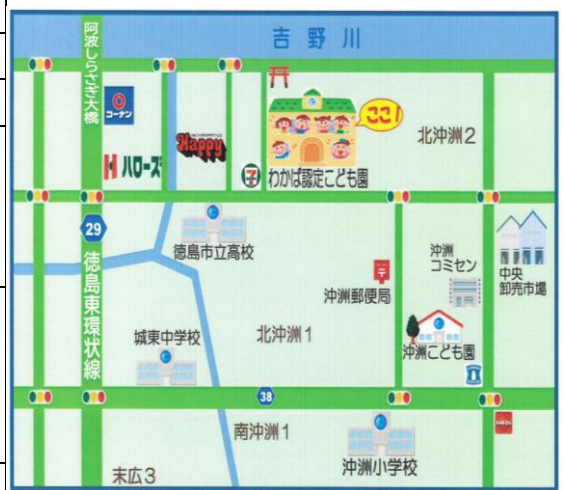 吉野川
阿波しらさぎ大橋
コーナン
ハローズ
Happy
7
ここ!
わかば認定こども園
北沖洲2
29
徳島東環状線
徳島市立高校
沖洲郵便局
沖洲
コミセン
中央
卸売市場
城東中学校
北沖洲1
沖洲こども園
38
南沖洲1
沖洲小学校
末広3